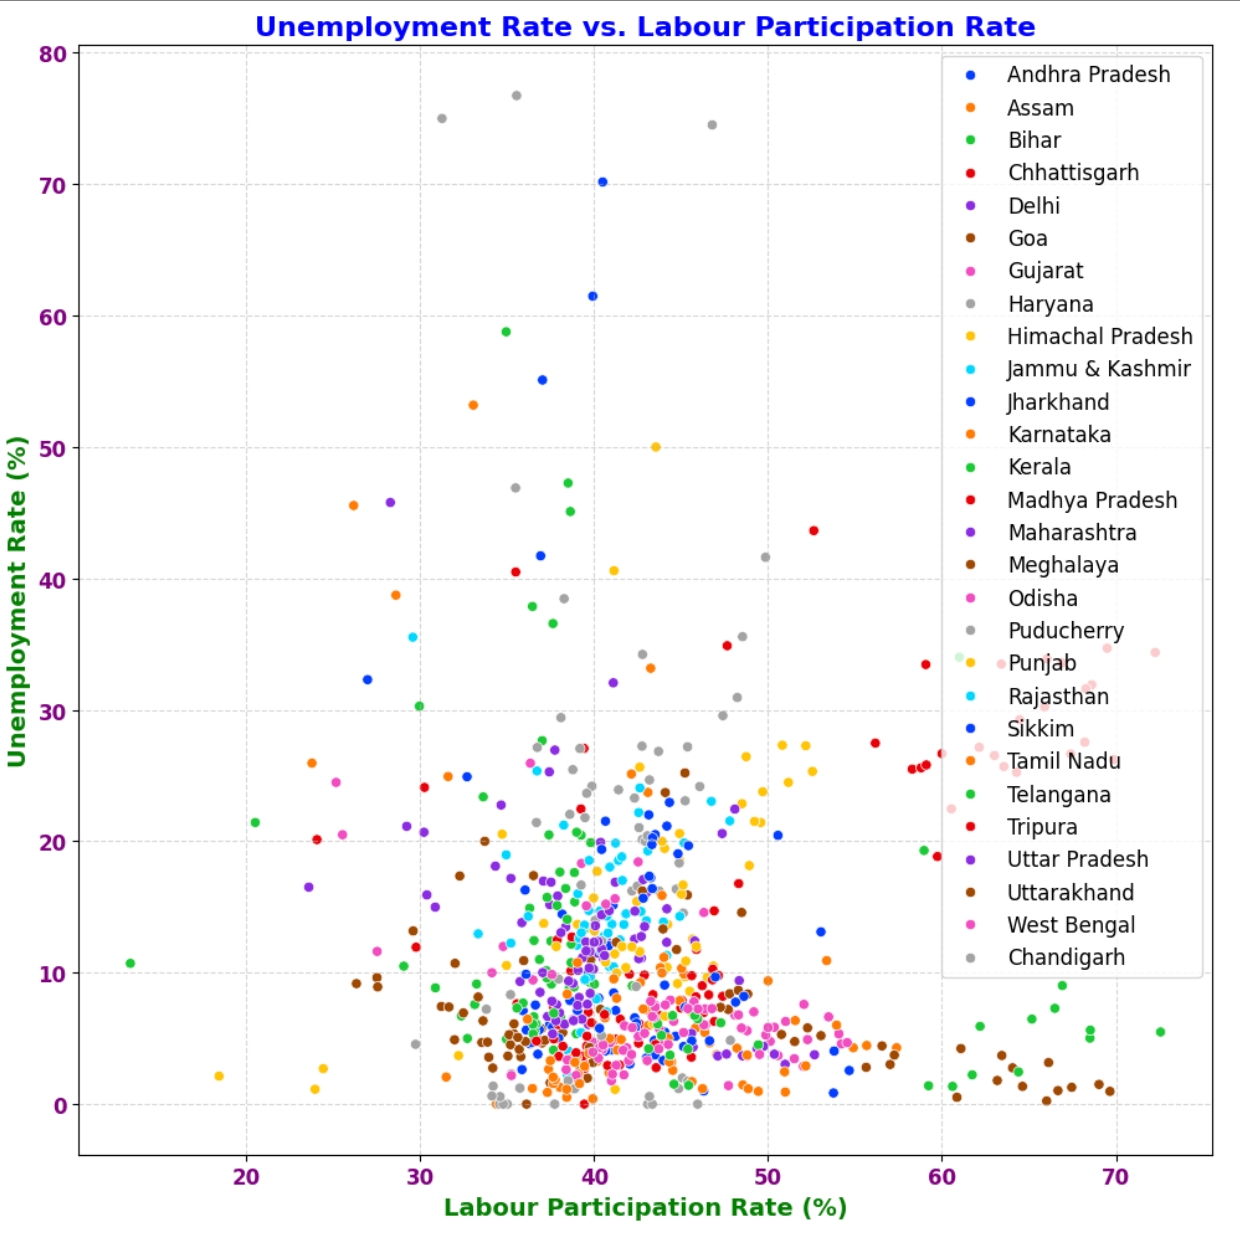 Unemployment Rate vs. Labour Participation Rate
80
70
60
50
40
30
20
10
0
Unemployment Rate (%)
Andhra Pradesh
Assam
Bihar
Chhattisgarh
Delhi
Goa
Gujarat
Haryana
Himachal Pradesh
Jammu & Kashmir
Jharkhand
Karnataka
Kerala
Madhya Pradesh
Maharashtra
Meghalaya
Odisha
Puducherry
Punjab
Rajasthan
Sikkim
Tamil Nadu
Telangana
Tripura
Uttar Pradesh
Uttarakhand
West Bengal
Chandigarh
20 30 40 50 60 70
Labour Participation Rate (%)